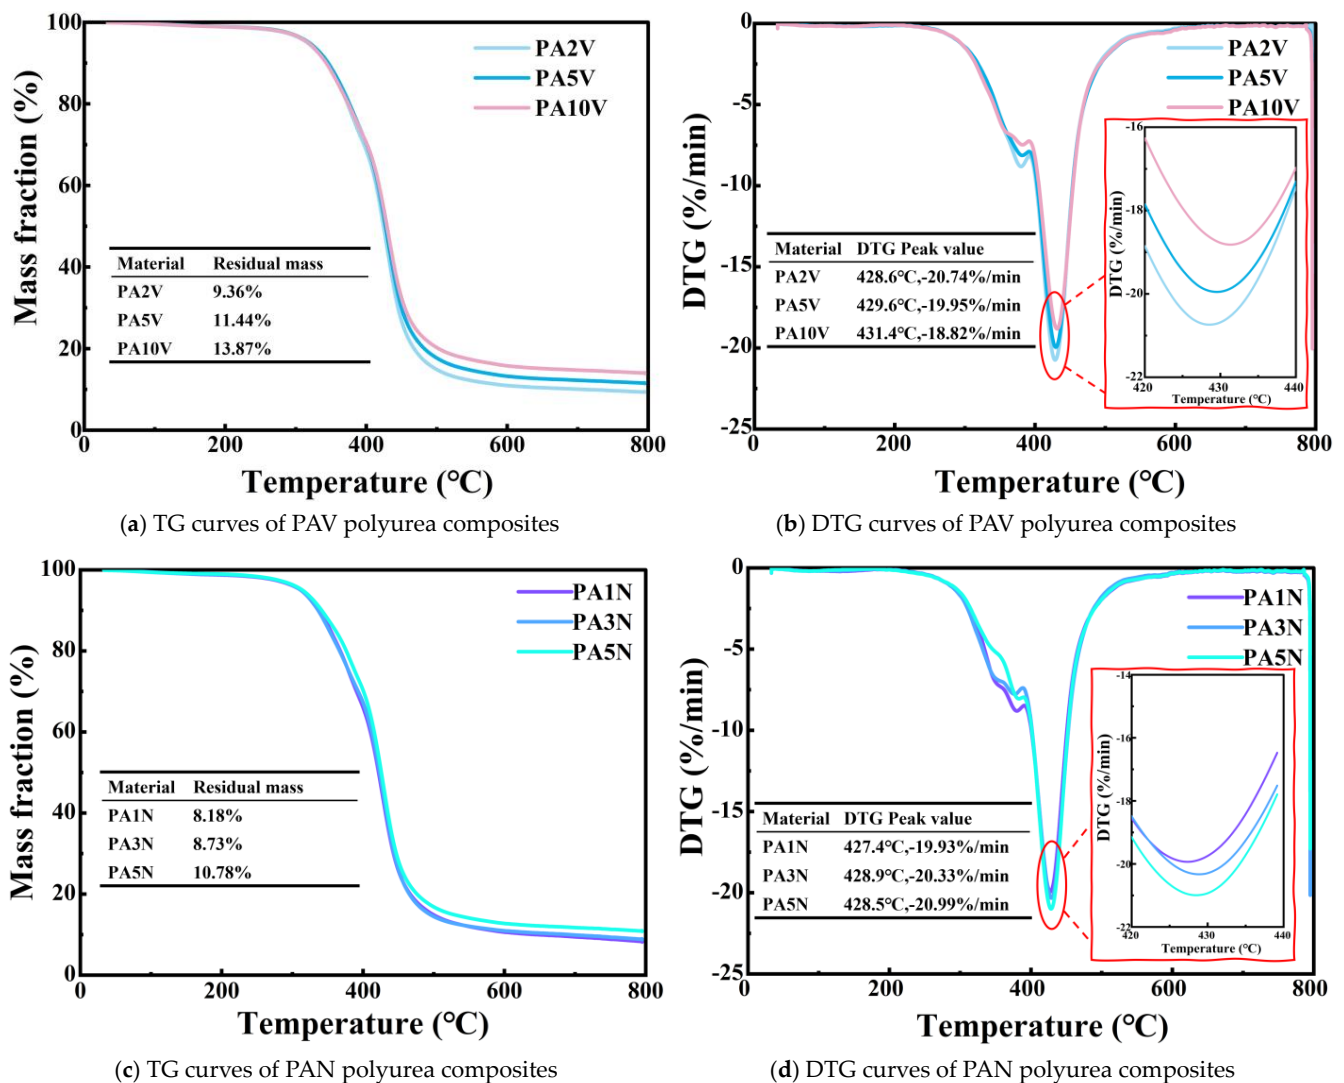 Mass fraction (%)
100
80
60
40
20
0
0
200
400
600
800
Temperature (℃)
PA2V
PA5V
PA10V
Material Residual mass
PA2V 9.36%
PA5V 11.44%
PA10V 13.87%
(a) TG curves of PAV polyurea composites
DTG (%/min)
0
-5
-10
-15
-20
-25
0
200
400
600
800
Temperature (℃)
PA2V
PA5V
PA10V
Material DTG Peak value
PA2V 428.6℃,-20.74%/min
PA5V 429.6℃,-19.95%/min
PA10V 431.4℃,-18.82%/min
DTG (%/min)
-16
-18
-20
-22
420
430
440
Temperature (℃)
(b) DTG curves of PAV polyurea composites
Mass fraction (%)
100
80
60
40
20
0
0
200
400
600
800
Temperature (℃)
PA1N
PA3N
PA5N
Material Residual mass
PA1N 8.18%
PA3N 8.73%
PA5N 10.78%
(c) TG curves of PAN polyurea composites
DTG (%/min)
0
-5
-10
-15
-20
-25
0
200
400
600
800
Temperature (℃)
PA1N
PA3N
PA5N
Material DTG Peak value
PA1N 427.4℃,-19.93%/min
PA3N 428.9℃,-20.33%/min
PA5N 428.5℃,-20.99%/min
DTG (%/min)
-14
-16
-18
-20
-22
420
430
440
Temperature (℃)
(d) DTG curves of PAN polyurea composites